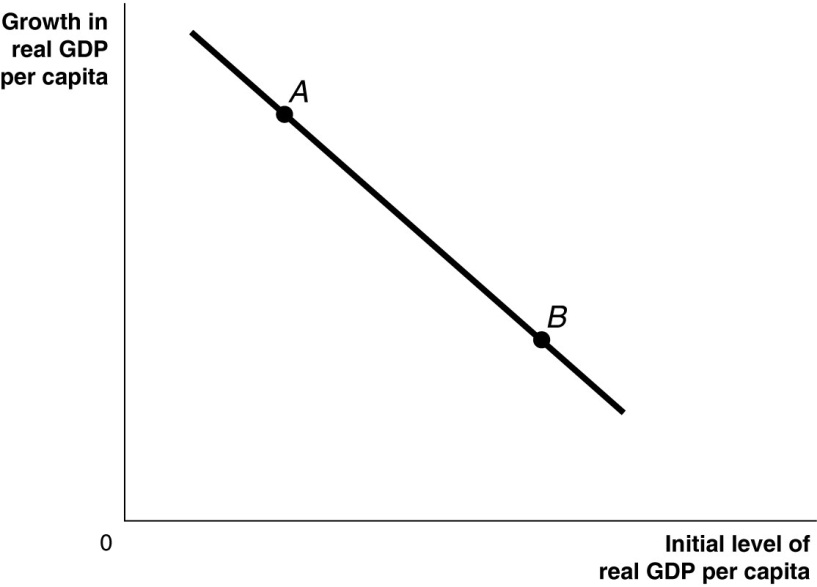 Growth in
real GDP
per capita
A
B
0
Initial level of
real GDP per capita